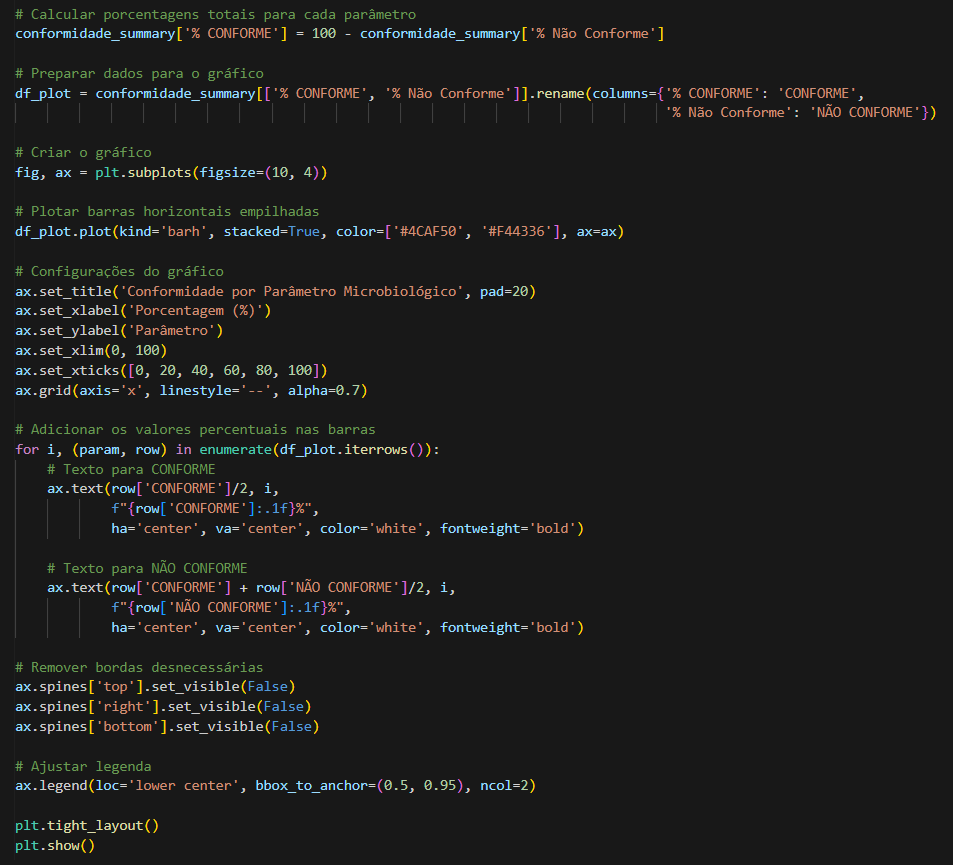 # Calcular porcentagens totais para cada parâmetro
conformidade_summary['% CONFORME'] = 100 - conformidade_summary['% Não Conforme']

# Preparar dados para o gráfico
df_plot = conformidade_summary[['% CONFORME', '% Não Conforme']].rename(columns={'% CONFORME': 'CONFORME',
                                                                                 '% Não Conforme': 'NÃO CONFORME'})

# Criar o gráfico
fig, ax = plt.subplots(figsize=(10, 4))

# Plotar barras horizontais empilhadas
df_plot.plot(kind='barh', stacked=True, color=['#4CAF50', '#F44336'], ax=ax)

# Configurações do gráfico
ax.set_title('Conformidade por Parâmetro Microbiológico', pad=20)
ax.set_xlabel('Porcentagem (%)')
ax.set_ylabel('Parâmetro')
ax.set_xlim(0, 100)
ax.set_xticks([0, 20, 40, 60, 80, 100])
ax.grid(axis='x', linestyle='--', alpha=0.7)

# Adicionar os valores percentuais nas barras
for i, (param, row) in enumerate(df_plot.iterrows()):
    # Texto para CONFORME
    ax.text(row['CONFORME']/2, i,
            f"{row['CONFORME']:.1f}%",
            ha='center', va='center', color='white', fontweight='bold')

    # Texto para NÃO CONFORME
    ax.text(row['CONFORME'] + row['NÃO CONFORME']/2, i,
            f"{row['NÃO CONFORME']:.1f}%",
            ha='center', va='center', color='white', fontweight='bold')

# Remover bordas desnecessárias
ax.spines['top'].set_visible(False)
ax.spines['right'].set_visible(False)
ax.spines['bottom'].set_visible(False)

# Ajustar legenda
ax.legend(loc='lower center', bbox_to_anchor=(0.5, 0.95), ncol=2)

plt.tight_layout()
plt.show()